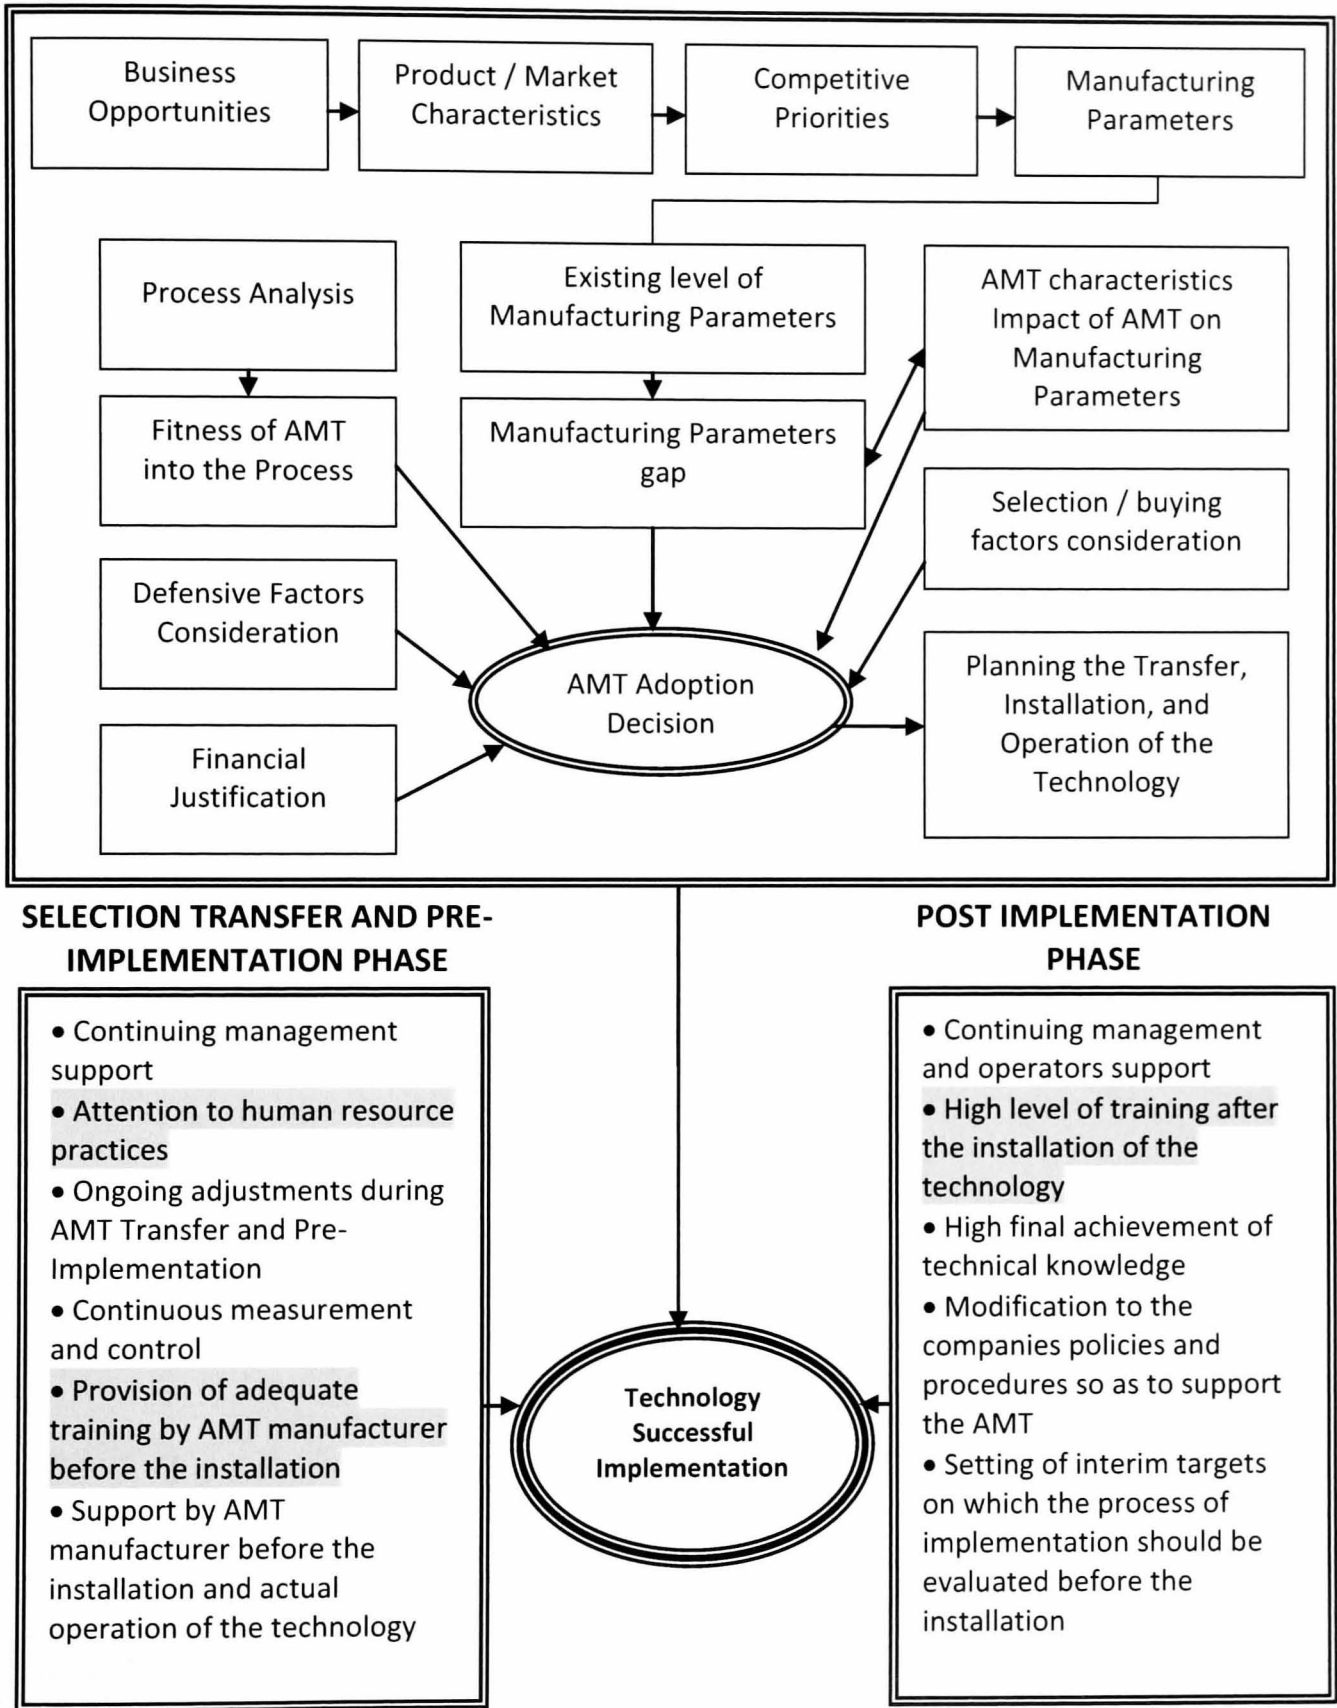 Business
Opportunities
Product / Market
Characteristics
Competitive
Priorities
Manufacturing
Parameters
Process Analysis
Existing level of
Manufacturing Parameters
AMT characteristics
Impact of AMT on
Manufacturing
Parameters
Fitness of AMT
into the Process
Manufacturing Parameters
gap
Selection / buying
factors consideration
Defensive Factors
Consideration
AMT Adoption
Decision
Planning the Transfer,
Installation, and
Operation of the
Technology
Financial
Justification
SELECTION TRANSFER AND PRE-
IMPLEMENTATION PHASE
• Continuing management
support
• Attention to human resource
practices
• Ongoing adjustments during
AMT Transfer and Pre-
Implementation
• Continuous measurement
and control
• Provision of adequate
training by AMT manufacturer
before the installation
• Support by AMT
manufacturer before the
installation and actual
operation of the technology
Technology
Successful
Implementation
POST IMPLEMENTATION
PHASE
• Continuing management
and operators support
• High level of training after
the installation of the
technology
• High final achievement of
technical knowledge
• Modification to the
companies policies and
procedures so as to support
the AMT
• Setting of interim targets
on which the process of
implementation should be
evaluated before the
installation